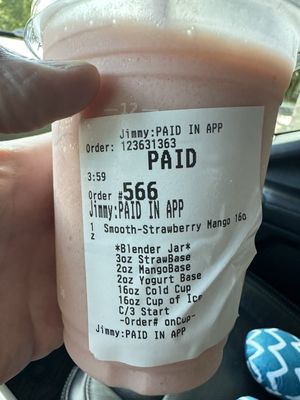 12
Jimmy:PAID IN APP
Order: 123631363
PAID
3:59
Order #566
Jimmy:PAID IN APP
1 Smooth-Strawberry Mango 16o
z
*Blender Jar*
3oz StrawBase
2oz MangoBase
2oz Yogurt Base
16oz Cold Cup
16oz Cup of Ice
C/3 Start
-Order# onCup-
Jimmy:PAID IN APP